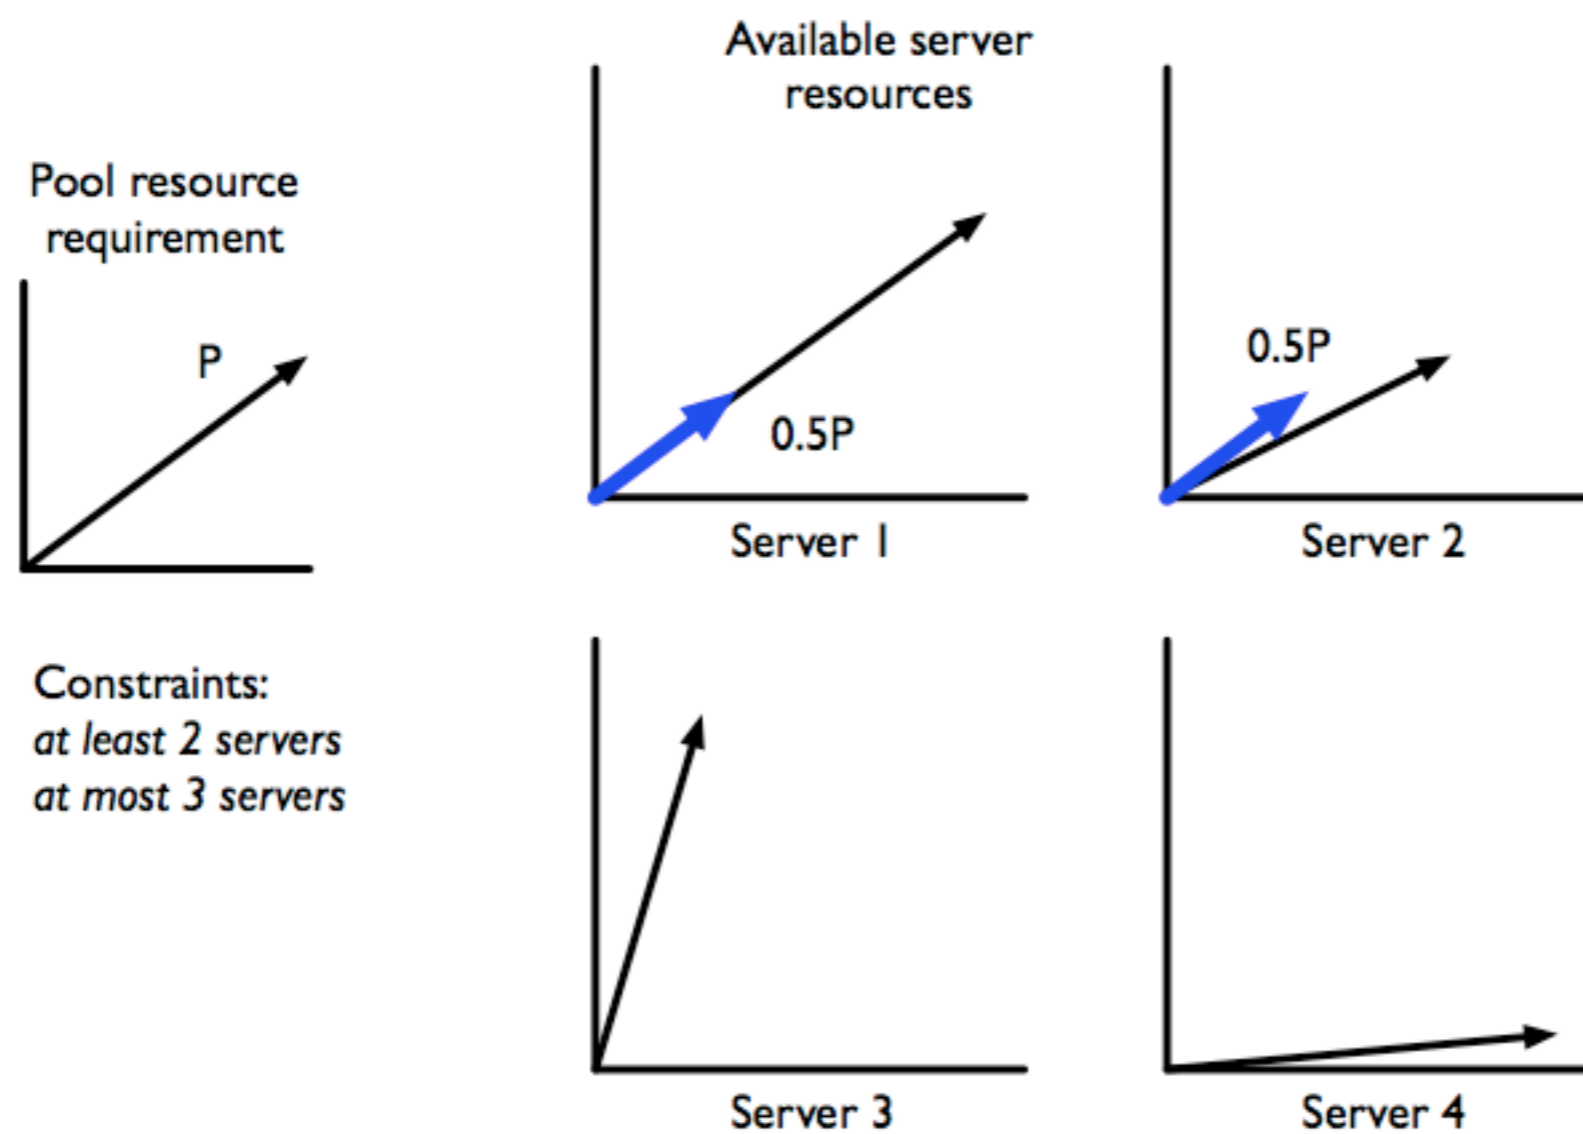 Available server
resources
Pool resource
requirement
P
0.5P
0.5P
Server 1
Server 2
Constraints:
at least 2 servers
at most 3 servers
Server 3
Server 4